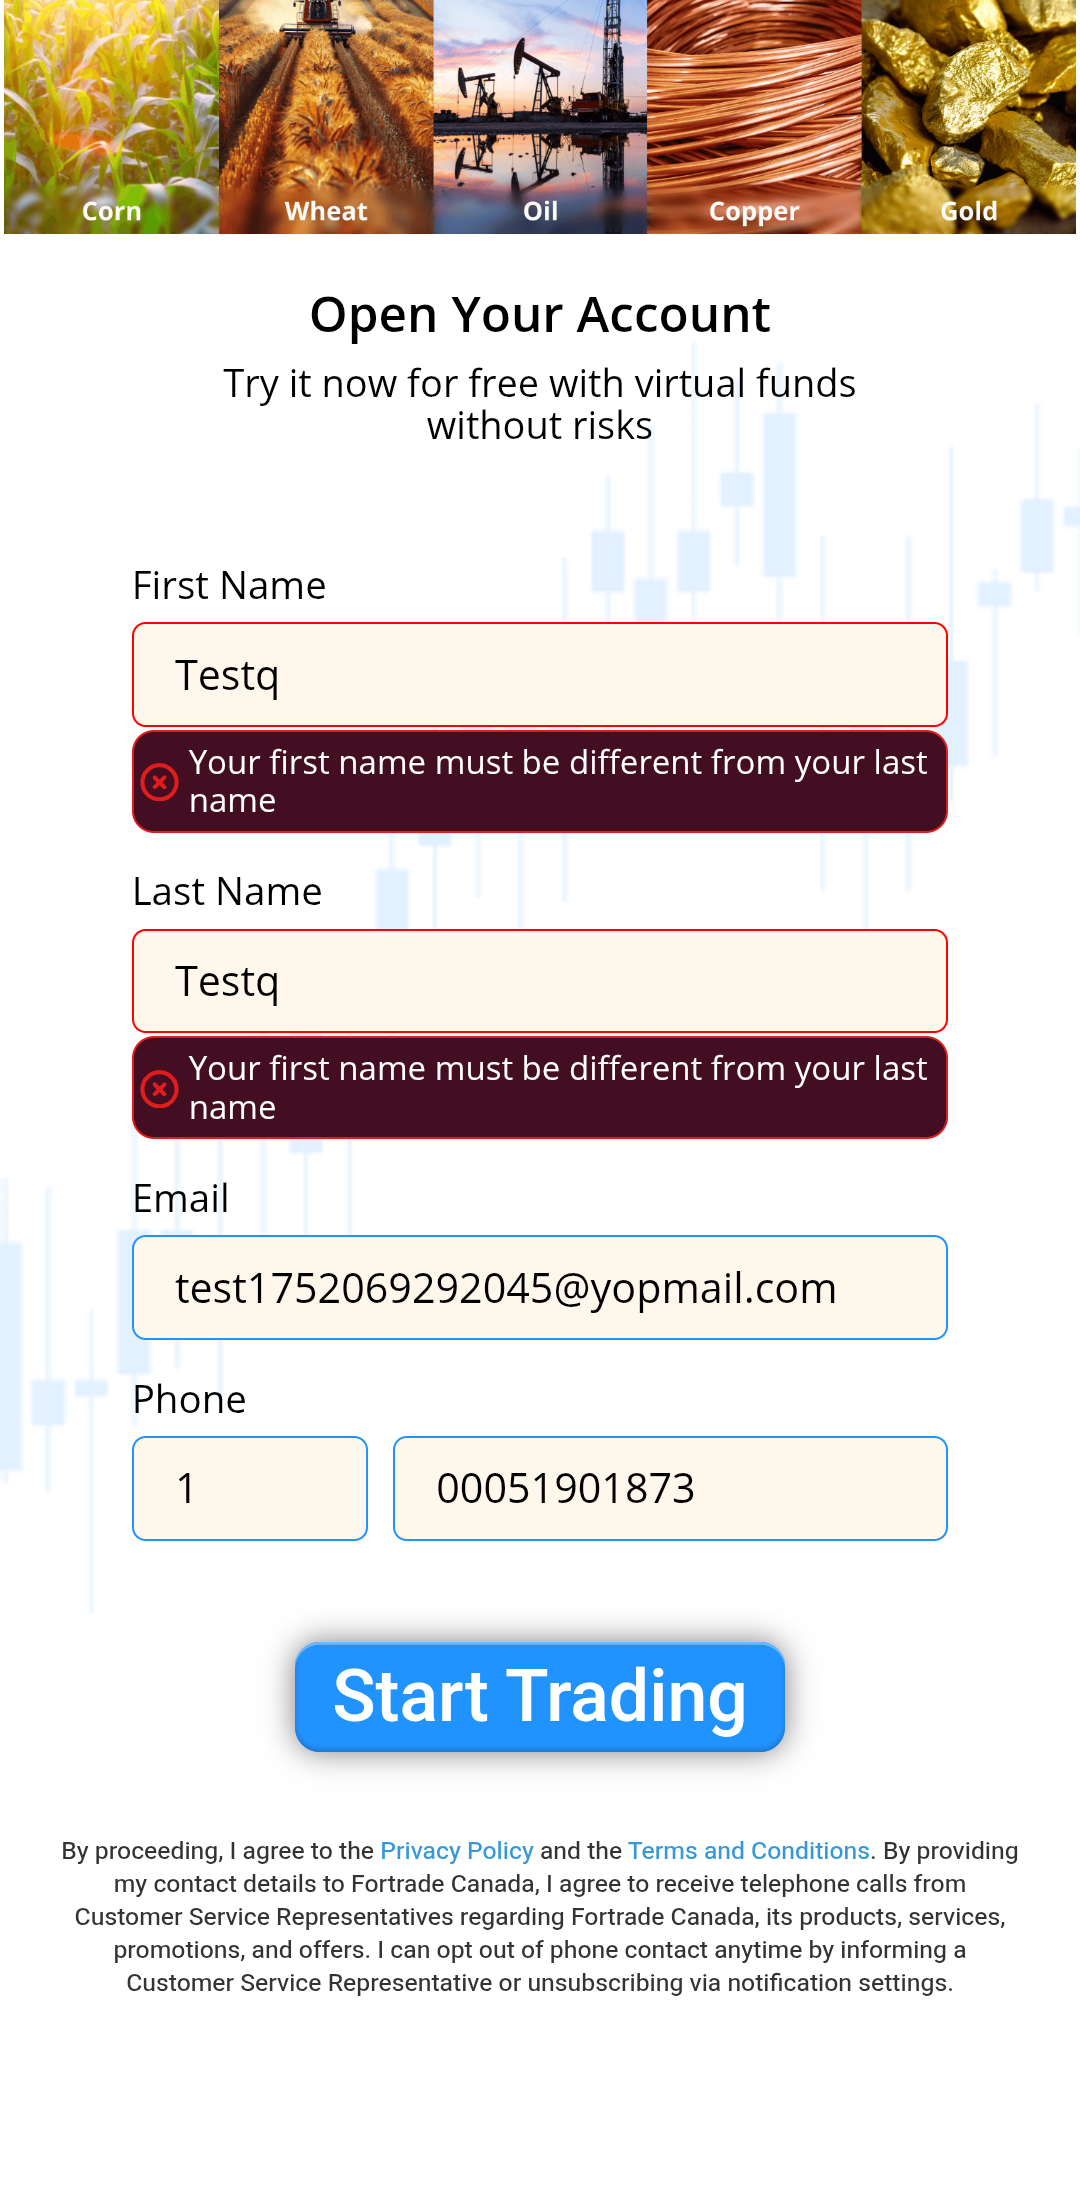 Corn Wheat Oil Copper Gold
Open Your Account
Try it now for free with virtual funds
without risks
First Name
Testq
Your first name must be different from your last
name
Last Name
Testq
Your first name must be different from your last
name
Email
test1752069292045@yopmail.com
Phone
1 00051901873
Start Trading
By proceeding, I agree to the Privacy Policy and the Terms and Conditions. By providing
my contact details to Fortrade Canada, I agree to receive telephone calls from
Customer Service Representatives regarding Fortrade Canada, its products, services,
promotions, and offers. I can opt out of phone contact anytime by informing a
Customer Service Representative or unsubscribing via notification settings.